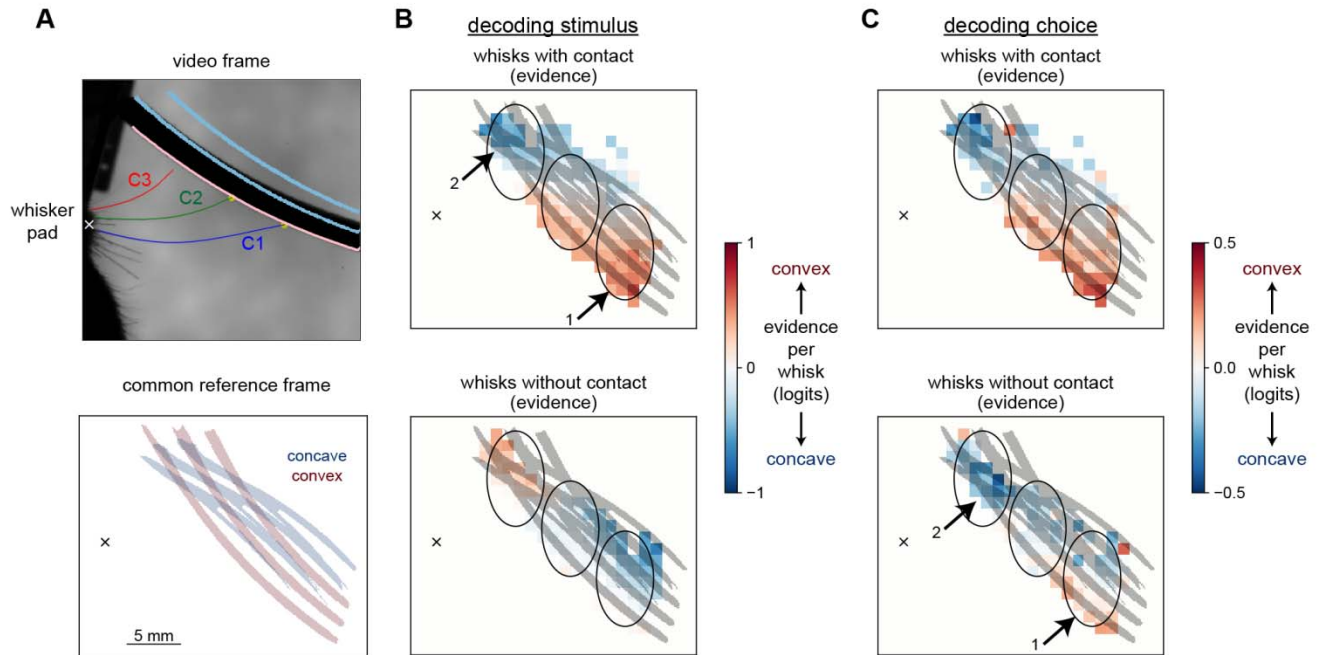 A
video frame
C3
C2
C1
whisker
pad
×
common reference frame
concave
convex
×
5 mm
B
decoding stimulus
whisks with contact
(evidence)
2
×
1
whisks without contact
(evidence)
×
1
0
−1
convex
evidence
per
whisk
(logits)
concave
C
decoding choice
whisks with contact
(evidence)
×
whisks without contact
(evidence)
2
×
1
0.5
0.0
−0.5
convex
evidence
per
whisk
(logits)
concave